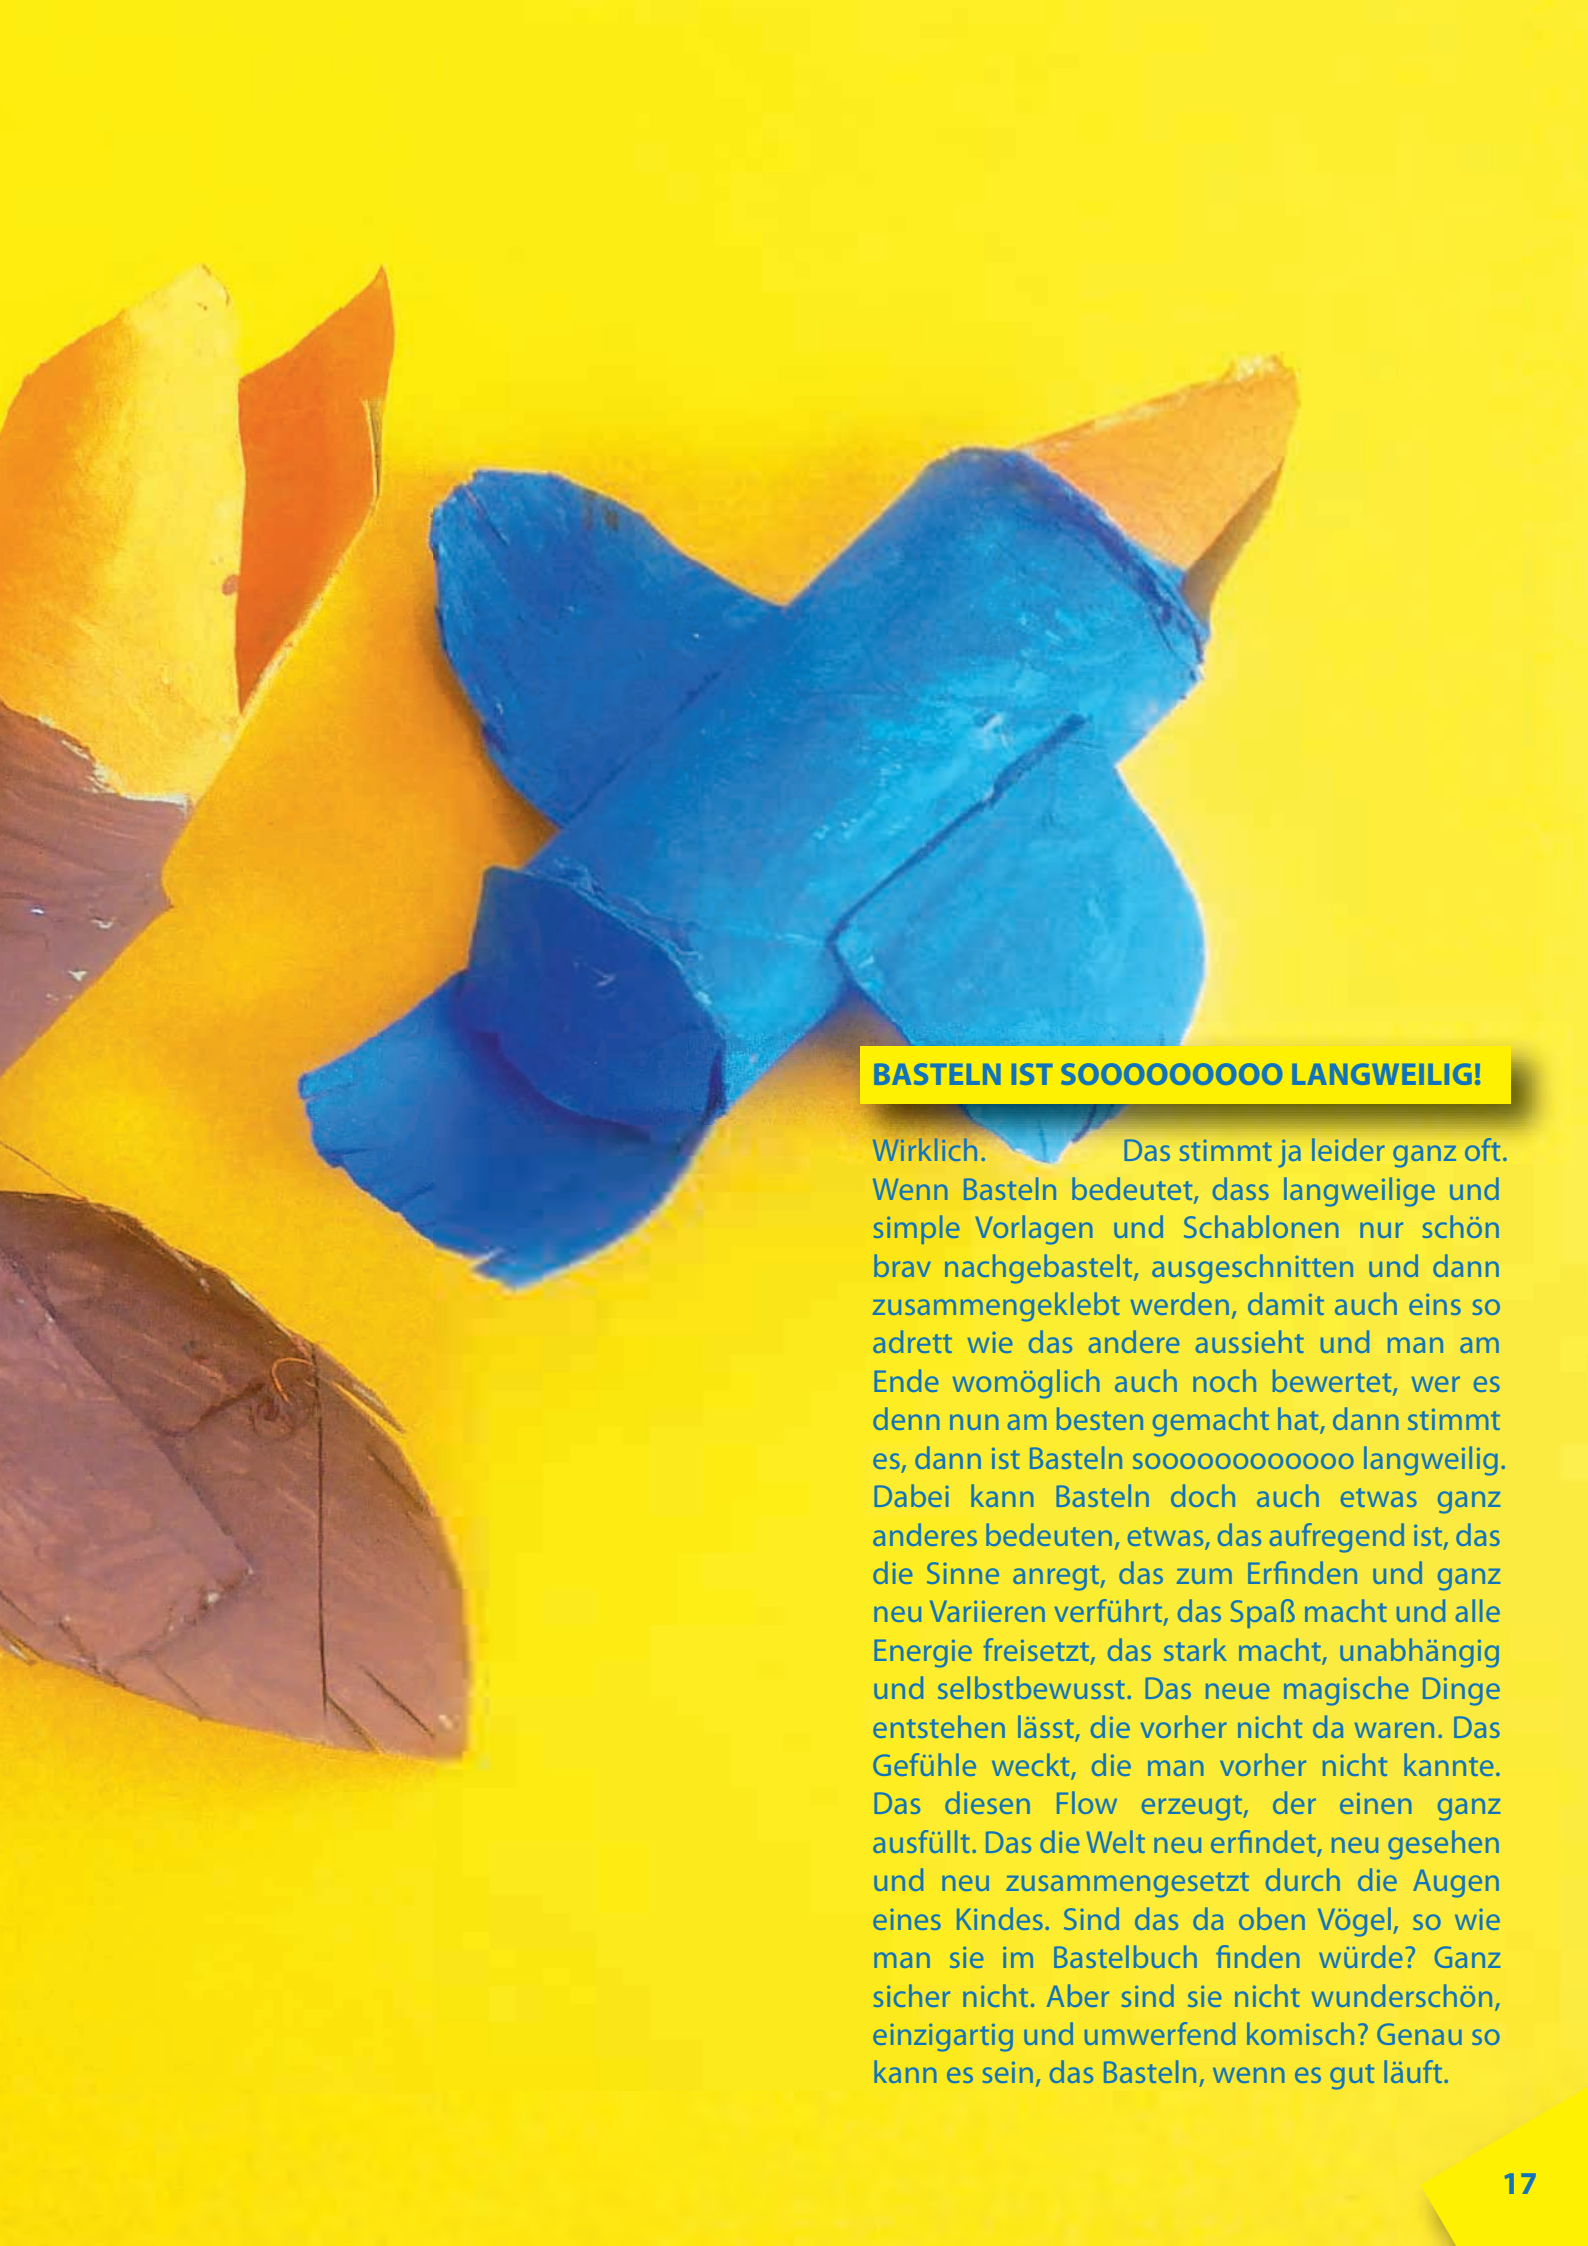 BASTELN IST SOOOOOOOOO LANGWEILIG!
Wirklich. Das stimmt ja leider ganz oft.
Wenn Basteln bedeutet, dass langweilige und
simple Vorlagen und Schablonen nur schön
brav nachgebastelt, ausgeschnitten und dann
zusammengeklebt werden, damit auch eins so
adrett wie das andere aussieht und man am
Ende womöglich auch noch bewertet, wer es
denn nun am besten gemacht hat, dann stimmt
es, dann ist Basteln soooooooooooo langweilig.
Dabei kann Basteln doch auch etwas ganz
anderes bedeuten, etwas, das aufregend ist, das
die Sinne anregt, das zum Erfinden und ganz
neu Variieren verführt, das Spaß macht und alle
Energie freisetzt, das stark macht, unabhängig
und selbstbewusst. Das neue magische Dinge
entstehen lässt, die vorher nicht da waren. Das
Gefühle weckt, die man vorher nicht kannte.
Das diesen Flow erzeugt, der einen ganz
ausfüllt. Das die Welt neu erfindet, neu gesehen
und neu zusammengesetzt durch die Augen
eines Kindes. Sind das da oben Vögel, so wie
man sie im Bastelbuch finden würde? Ganz
sicher nicht. Aber sind sie nicht wunderschön,
einzigartig und umwerfend komisch? Genau so
kann es sein, das Basteln, wenn es gut läuft.
17